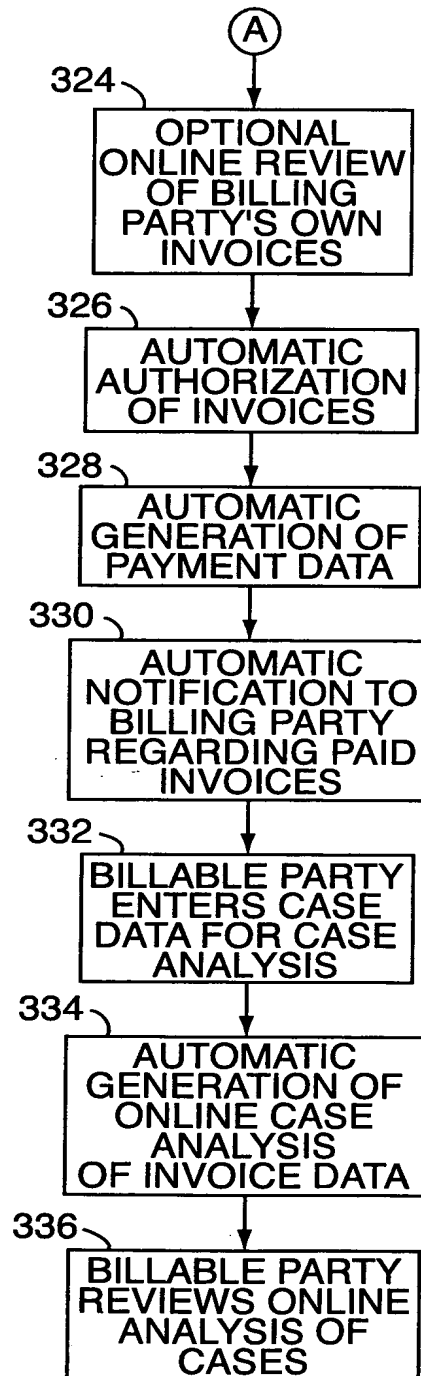 A
324
OPTIONAL
ONLINE REVIEW
OF BILLING
PARTY'S OWN
INVOICES
326
AUTOMATIC
AUTHORIZATION
OF INVOICES
328
AUTOMATIC
GENERATION OF
PAYMENT DATA
330
AUTOMATIC
NOTIFICATION TO
BILLING PARTY
REGARDING PAID
INVOICES
332
BILLABLE PARTY
ENTERS CASE
DATA FOR CASE
ANALYSIS
334
AUTOMATIC
GENERATION OF
ONLINE CASE
ANALYSIS
OF INVOICE DATA
336
BILLABLE PARTY
REVIEWS ONLINE
ANALYSIS OF
CASES